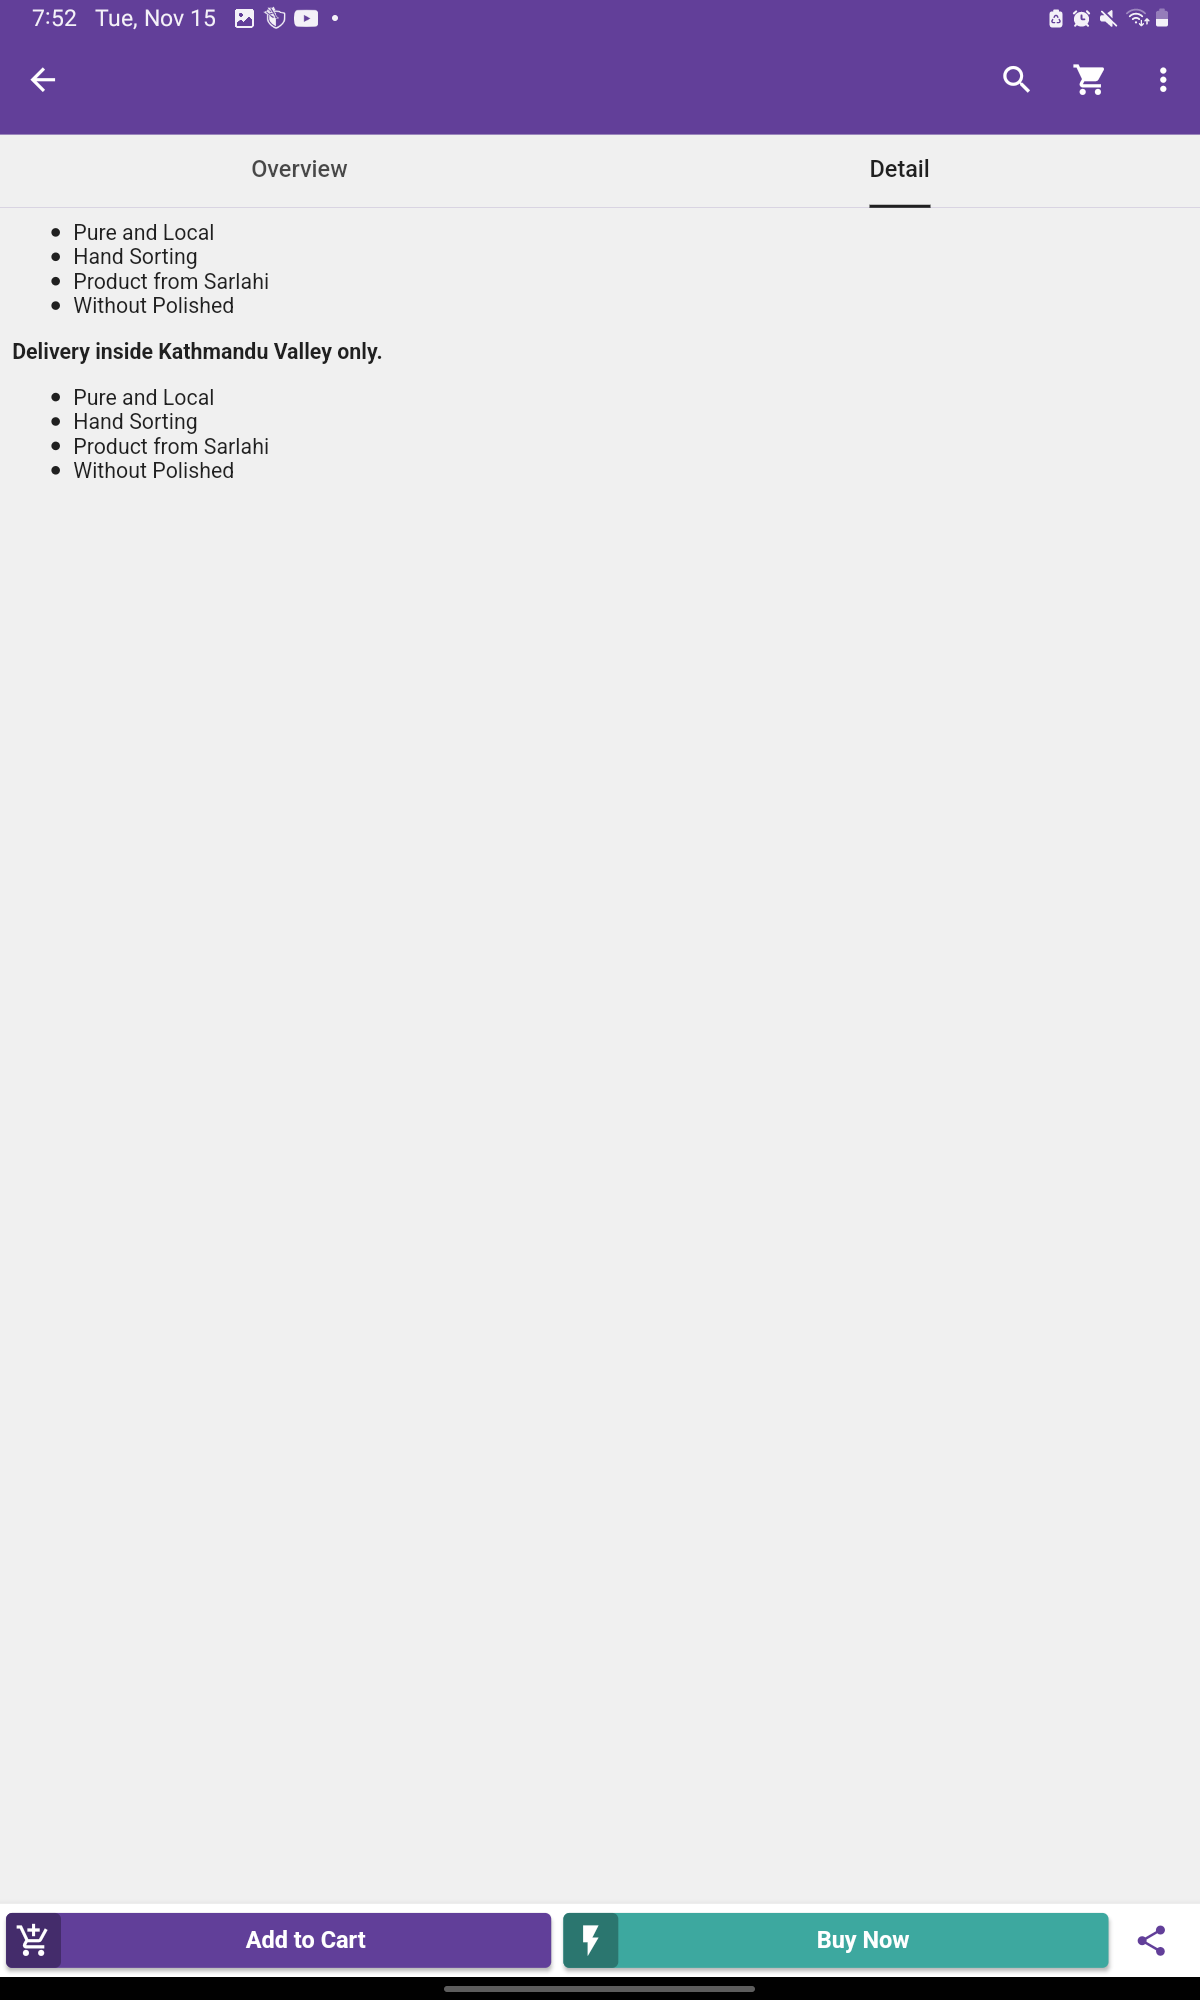 7:52 Tue, Nov 15
Overview
Detail
Pure and Local
Hand Sorting
Product from Sarlahi
Without Polished
Delivery inside Kathmandu Valley only.
Pure and Local
Hand Sorting
Product from Sarlahi
Without Polished
Add to Cart
Buy Now